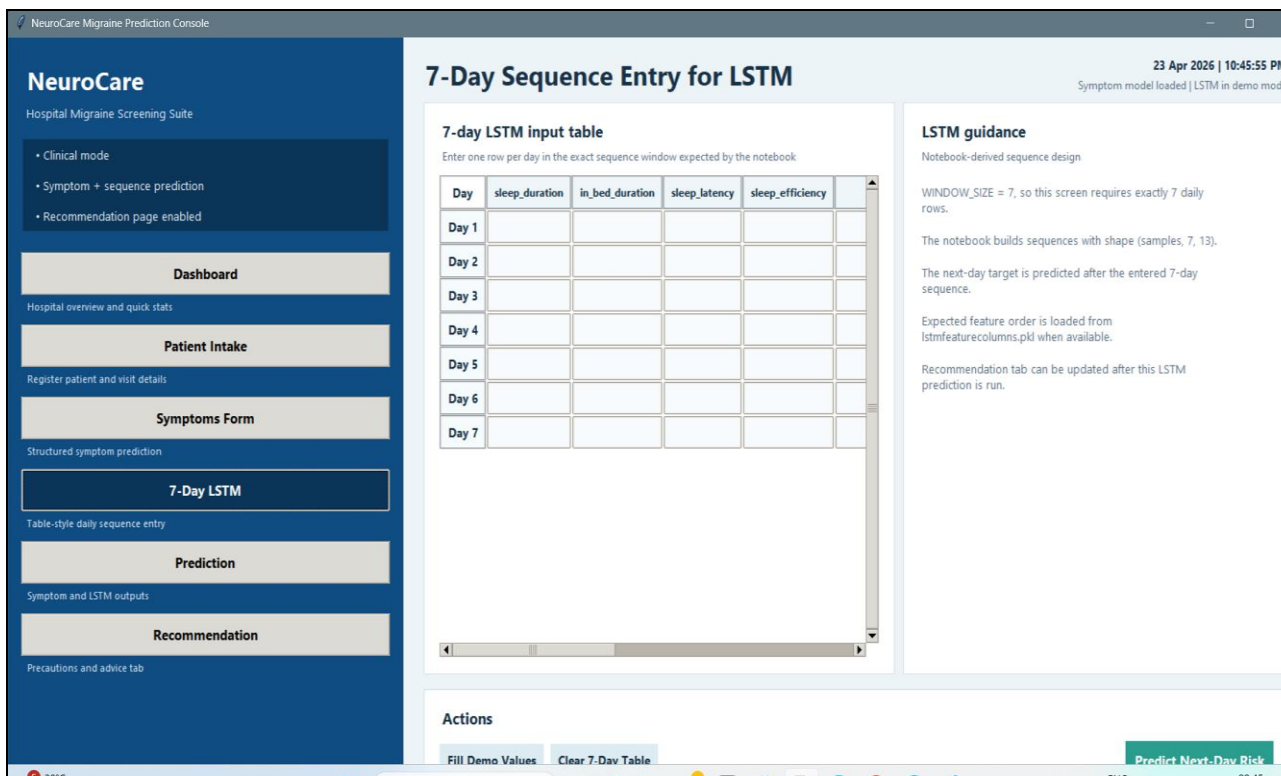 NeuroCare Migraine Prediction Console
NeuroCare
Hospital Migraine Screening Suite
• Clinical mode
• Symptom + sequence prediction
• Recommendation page enabled
Dashboard
Hospital overview and quick stats
Patient Intake
Register patient and visit details
Symptoms Form
Structured symptom prediction
7-Day LSTM
Table-style daily sequence entry
Prediction
Symptom and LSTM outputs
Recommendation
Precautions and advice tab
7-Day Sequence Entry for LSTM
23 Apr 2026 | 10:45:55 PM
Symptom model loaded | LSTM in demo mod
7-day LSTM input table
Enter one row per day in the exact sequence window expected by the notebook
Day sleep_duration in_bed_duration sleep_latency sleep_efficiency
Day 1
Day 2
Day 3
Day 4
Day 5
Day 6
Day 7
LSTM guidance
Notebook-derived sequence design
WINDOW_SIZE = 7, so this screen requires exactly 7 daily
rows.
The notebook builds sequences with shape (samples, 7, 13).
The next-day target is predicted after the entered 7-day
sequence.
Expected feature order is loaded from
lstmfeaturecolumns.pkl when available.
Recommendation tab can be updated after this LSTM
prediction is run.
Actions
Fill Demo Values Clear 7-Day Table
Predict Next-Day Risk